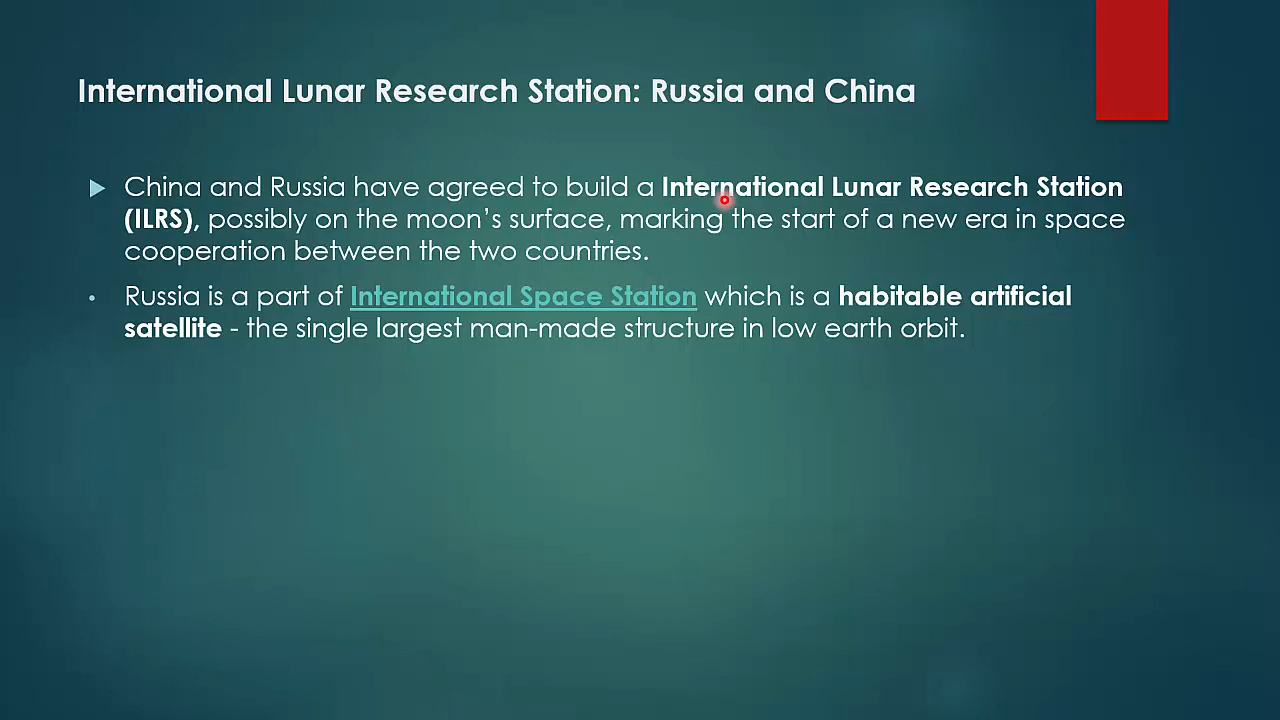 International Lunar Research Station: Russia and China
China and Russia have agreed to build a International Lunar Research Station
(ILRS), possibly on the moon's surface, marking the start of a new era in space
cooperation between the two countries.
Russia is a part of International Space Station which is a habitable artificial
satellite - the single largest man-made structure in low earth orbit.